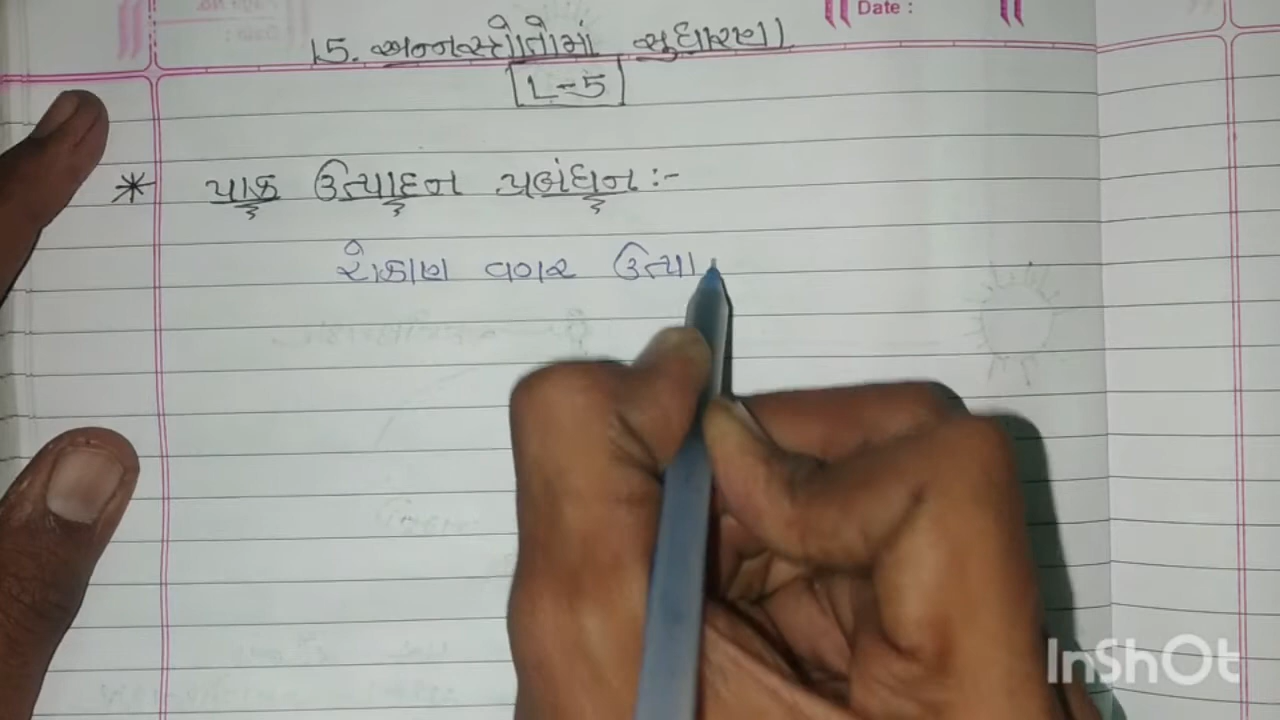 Date :
15. અન્નસ્ત્રોતોમાં સુધારણા
L-5
* પાક ઉત્પાદન પ્રબંધન :-
રોકાણ વગર ઉત્પા
InShOt